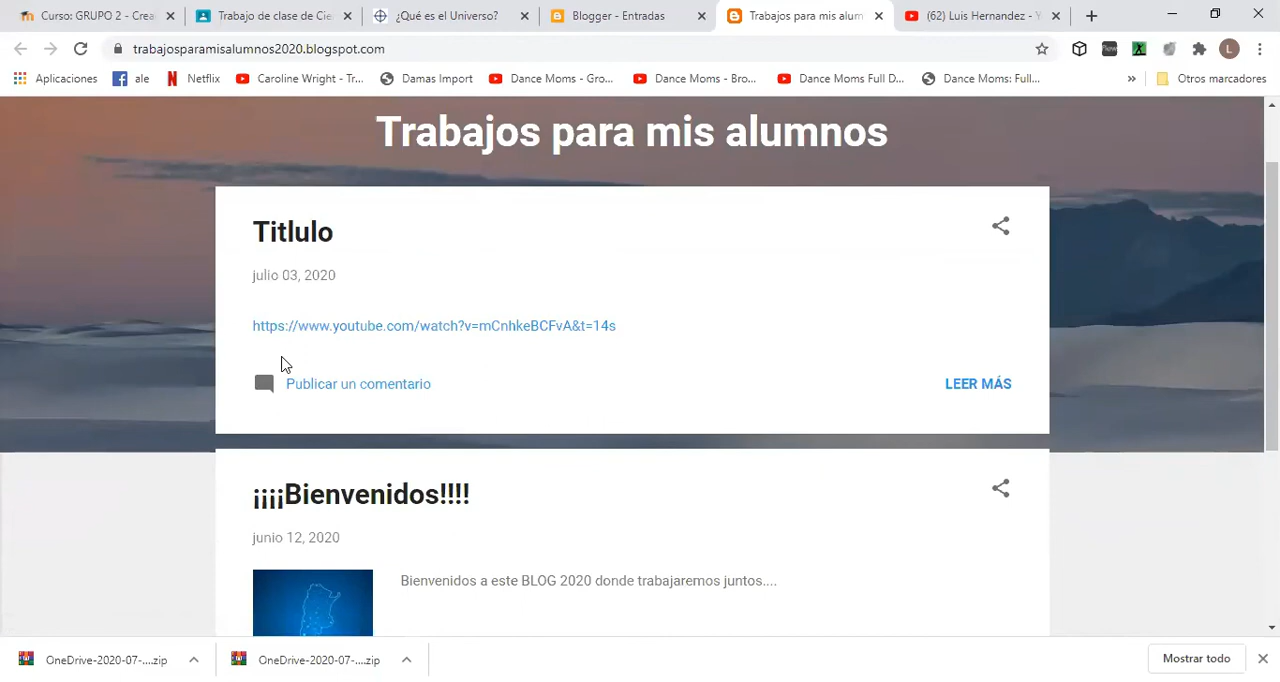 Curso: GRUPO 2 - Crea
Trabajo de clase de Cie
¿Qué es el Universo?
Blogger - Entradas
Trabajos para mis alum
(62) Luis Hernandez - Y
trabajosparamisalumnos2020.blogspot.com
L
Aplicaciones
ale
Netflix
Caroline Wright - Tr...
Damas Import
Dance Moms - Gro...
Dance Moms - Bro...
Dance Moms Full D...
Dance Moms: Full...
»
Otros marcadores
Trabajos para mis alumnos
Titlulo
julio 03, 2020
https://www.youtube.com/watch?v=mCnhkeBCFvA&t=14s
Publicar un comentario
LEER MÁS
¡¡¡¡Bienvenidos!!!!
junio 12, 2020
Bienvenidos a este BLOG 2020 donde trabajaremos juntos....
OneDrive-2020-07-....zip
OneDrive-2020-07-....zip
Mostrar todo